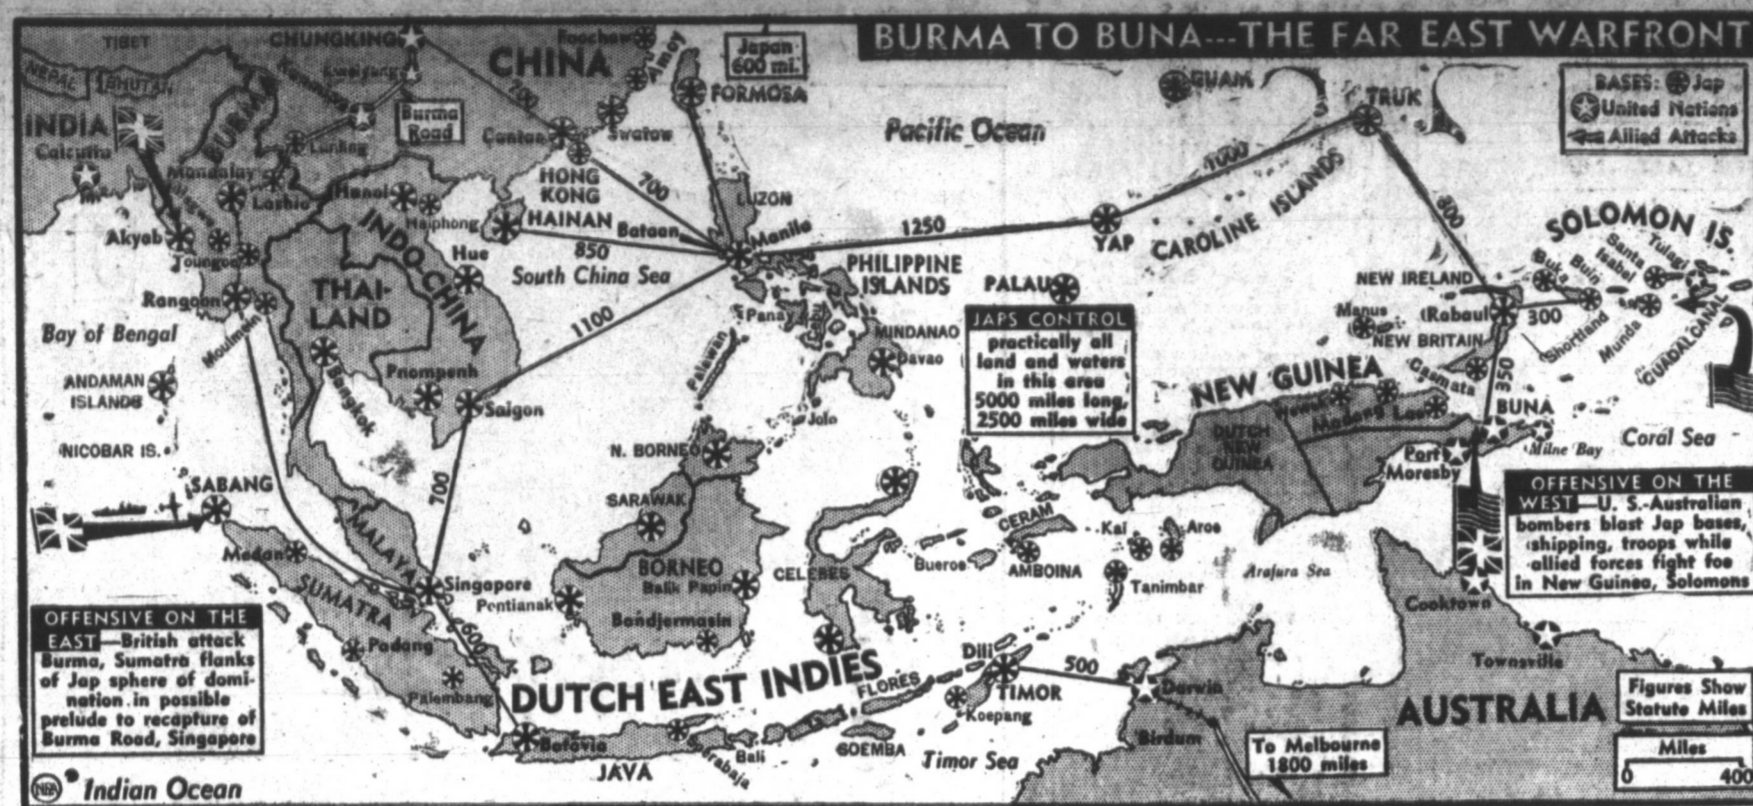 BURMA TO BUNA---THE FAR EAST WARFRONT
TIBET
NEPAL
BHUTAN
INDIA
Calcutta
BURMA
CHUNGKING
Kweiyang
Kunming
Burma
Road
Lunling
Mandalay
Lashio
Akyab
Toungoo
Rangoon
Moulmein
CHINA
700
Foochow
Amoy
Swatow
Canton
HONG
KONG
700
Japan
600 mi.
FORMOSA
Hanoi
Haiphong
HAINAN
850
Hue
INDO-CHINA
THAI-
LAND
Bangkok
Pnompenh
Saigon
South China Sea
1100
Bataan
LUZON
Manila
PHILIPPINE
ISLANDS
Panay
Leyte
Palawan
MINDANAO
Davao
Jolo
Pacific Ocean
GUAM
TRUK
1250
YAP
1000
CAROLINE ISLANDS
800
PALAU
BASES: Jap
United Nations
Allied Attacks
SOLOMON IS.
Tulagi
Santa
Isabel
Buin
Buka
NEW IRELAND
(Rabaul)
300
Shortland
Munda
GUADALCANAL
Manus
NEW BRITAIN
Gasmata
350
JAPS CONTROL
practically all
land and waters
in this area
5000 miles long,
2500 miles wide
NEW GUINEA
Wewak
Madang
Lae
DUTCH
NEW
GUINEA
BUNA
Milne Bay
Coral Sea
Port
Moresby
Bay of Bengal
ANDAMAN
ISLANDS
NICOBAR IS.
SABANG
Medan
MALAYA
700
Singapore
SUMATRA
600
Padang
Palembang
N. BORNEO
SARAWAK
BORNEO
Balik Papin
Pontianak
Bandjermasin
CELEBES
CERAM
Bueroe
AMBOINA
Kai
Aroe
Tanimbar
Arafura Sea
OFFENSIVE ON THE
WEST—U. S.-Australian
bombers blast Jap bases,
shipping, troops while
allied forces fight foe
in New Guinea, Solomons
Cooktown
Townsville
OFFENSIVE ON THE
EAST—British attack
Burma, Sumatra flanks
of Jap sphere of domi-
nation in possible
prelude to recapture of
Burma Road, Singapore
DUTCH EAST INDIES
FLORES
Dili
TIMOR
Koepang
500
Darwin
Birdum
AUSTRALIA
Batavia
JAVA
Soerabaja
Bali
SOEMBA
Timor Sea
To Melbourne
1800 miles
Figures Show
Statute Miles
Miles
0 400
NEA
Indian Ocean